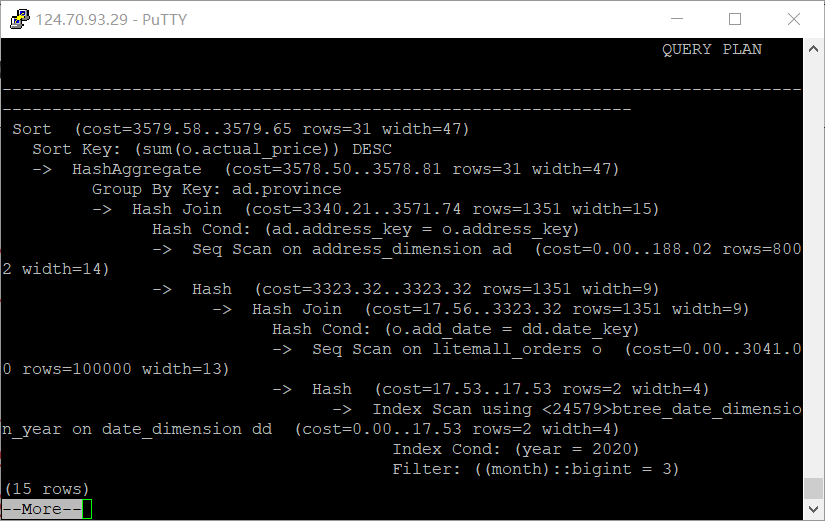 124.70.93.29 - PuTTY
QUERY PLAN
--------------------------------------------------------------------------------
---------------------------------------------------------------
Sort  (cost=3579.58..3579.65 rows=31 width=47)
Sort Key: (sum(o.actual_price)) DESC
->  HashAggregate  (cost=3578.50..3578.81 rows=31 width=47)
Group By Key: ad.province
->  Hash Join  (cost=3340.21..3571.74 rows=1351 width=15)
Hash Cond: (ad.address_key = o.address_key)
->  Seq Scan on address_dimension ad  (cost=0.00..188.02 rows=800
2 width=14)
->  Hash  (cost=3323.32..3323.32 rows=1351 width=9)
->  Hash Join  (cost=17.56..3323.32 rows=1351 width=9)
Hash Cond: (o.add_date = dd.date_key)
->  Seq Scan on litemall_orders o  (cost=0.00..3041.0
0 rows=100000 width=13)
->  Hash  (cost=17.53..17.53 rows=2 width=4)
->  Index Scan using <24579>btree_date_dimensio
n_year on date_dimension dd  (cost=0.00..17.53 rows=2 width=4)
Index Cond: (year = 2020)
Filter: ((month)::bigint = 3)
(15 rows)
--More--